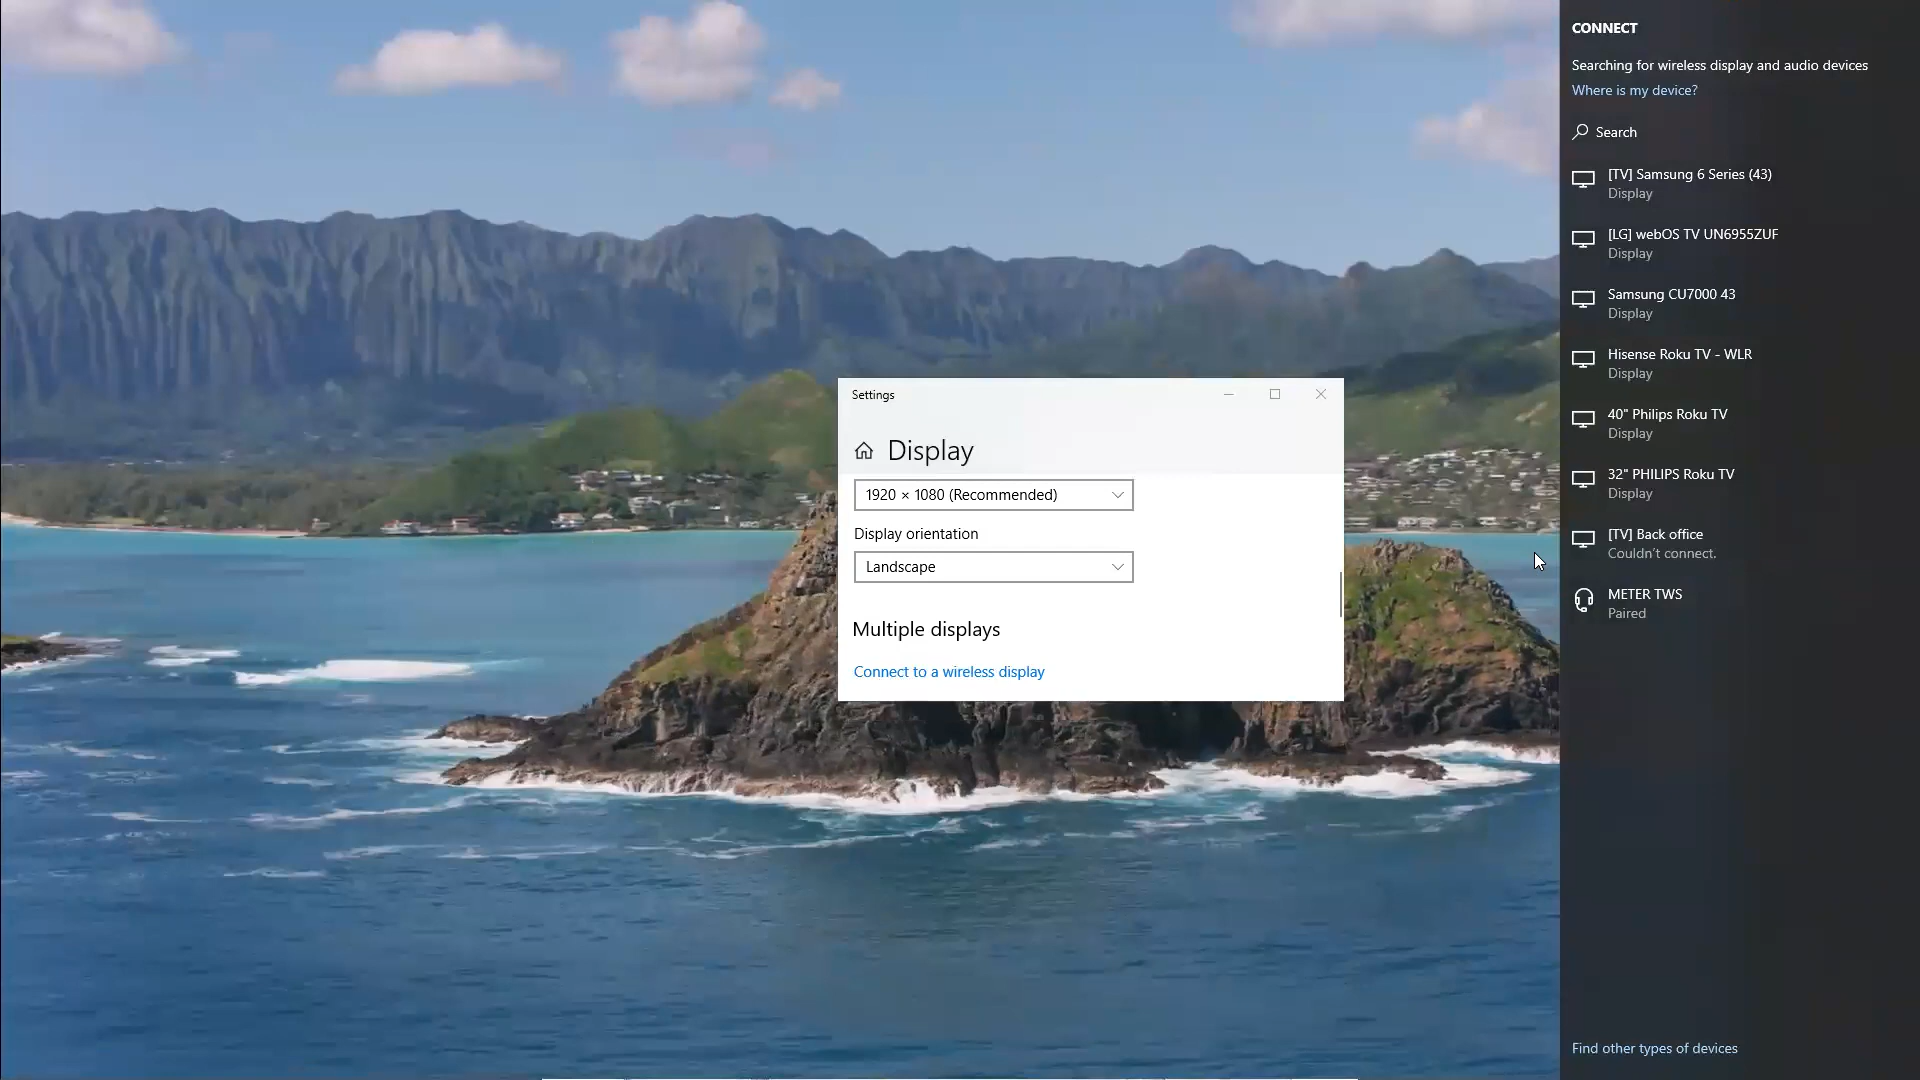 Settings
Display
1920 × 1080 (Recommended)
Display orientation
Landscape
Multiple displays
Connect to a wireless display
CONNECT
Searching for wireless display and audio devices
Where is my device?
Search
[TV] Samsung 6 Series (43)
Display
[LG] webOS TV UN6955ZUF
Display
Samsung CU7000 43
Display
Hisense Roku TV - WLR
Display
40" Philips Roku TV
Display
32" PHILIPS Roku TV
Display
[TV] Back office
Couldn't connect.
METER TWS
Paired
Find other types of devices